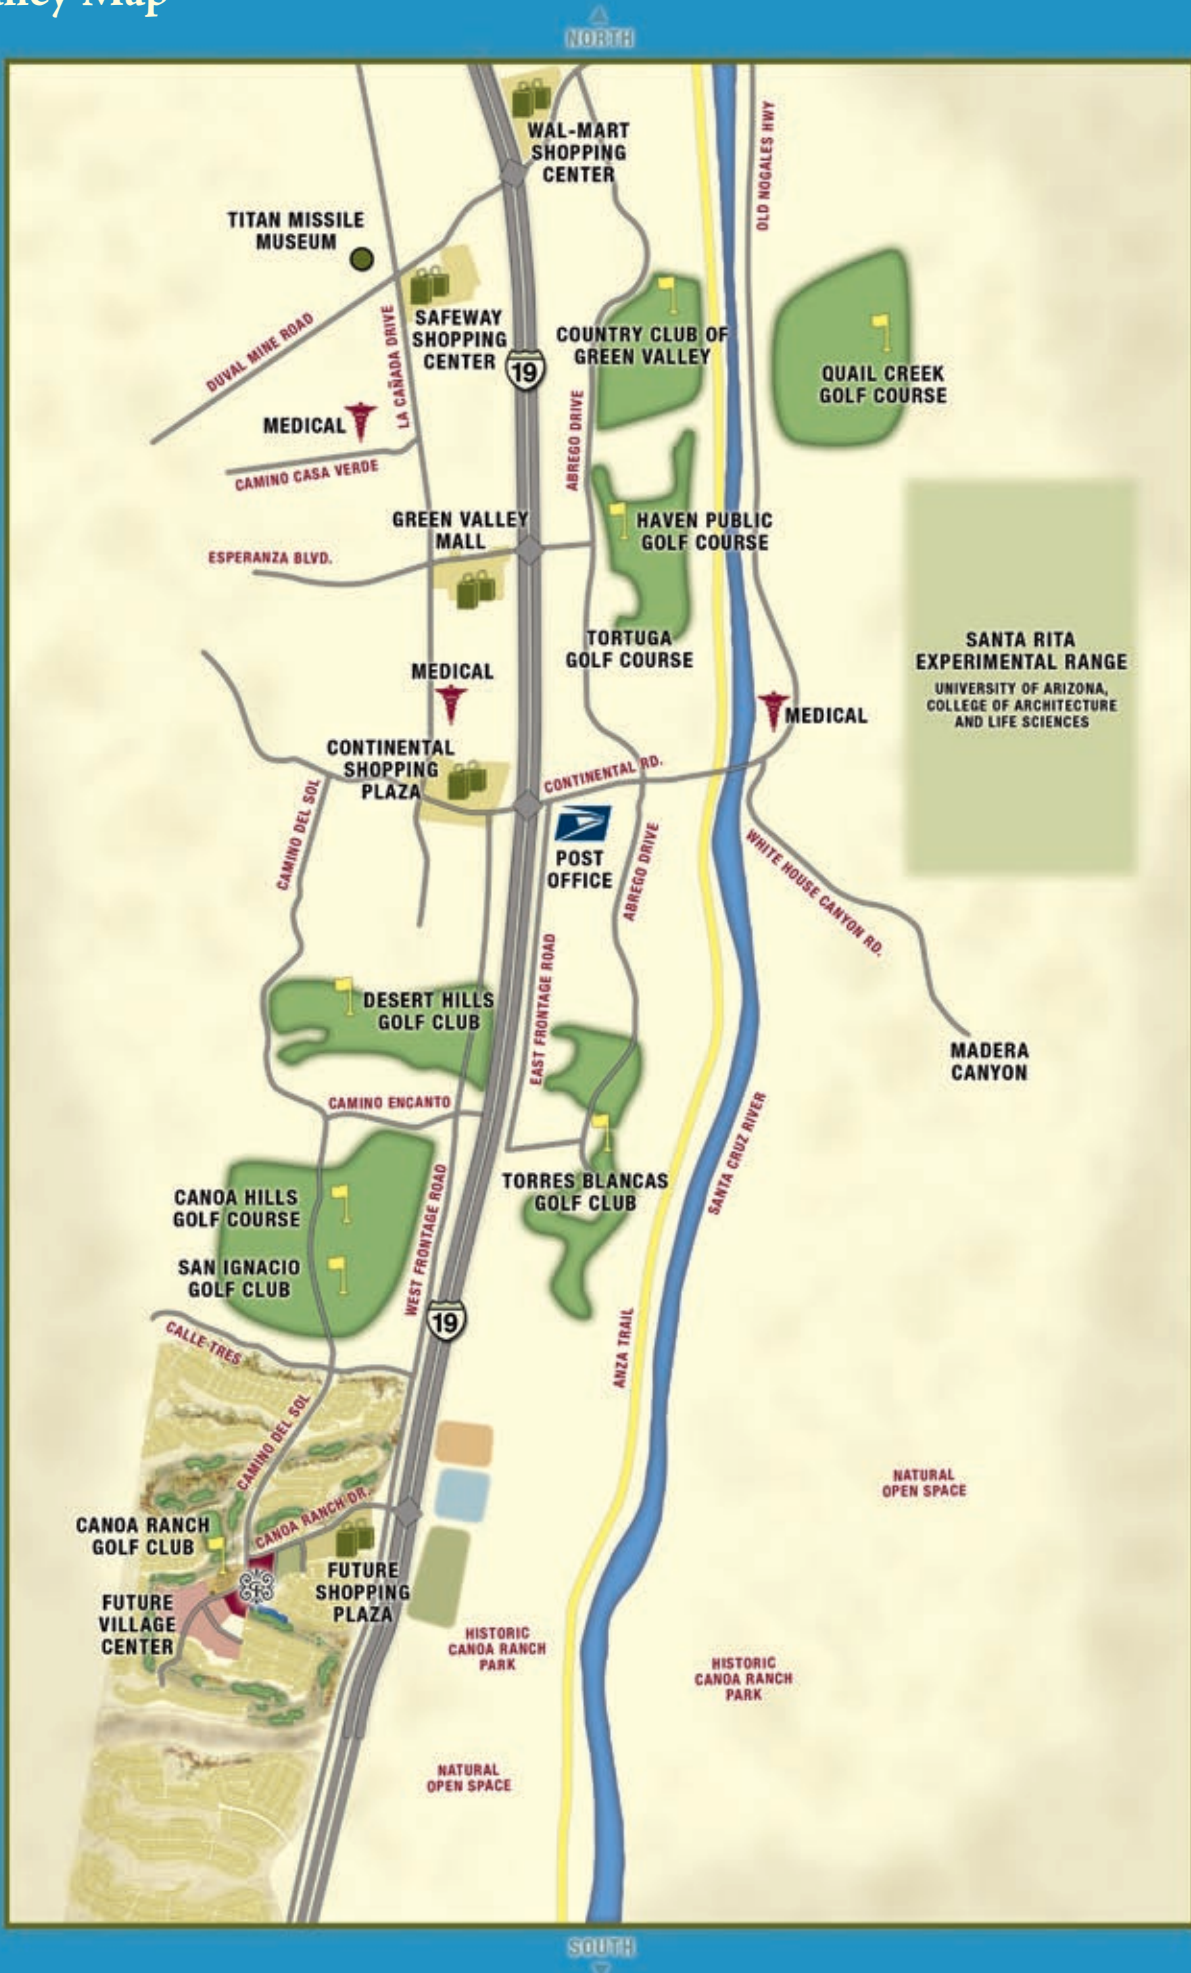 Map
NORTH
WAL-MART
SHOPPING
CENTER
OLD NOGALES HWY
TITAN MISSILE
MUSEUM
SAFEWAY
SHOPPING
CENTER
DUVAL MINE ROAD
LA CAÑADA DRIVE
19
COUNTRY CLUB OF
GREEN VALLEY
QUAIL CREEK
GOLF COURSE
MEDICAL
ABREGO DRIVE
CAMINO CASA VERDE
GREEN VALLEY
MALL
HAVEN PUBLIC
GOLF COURSE
ESPERANZA BLVD.
TORTUGA
GOLF COURSE
SANTA RITA
EXPERIMENTAL RANGE
UNIVERSITY OF ARIZONA,
COLLEGE OF ARCHITECTURE
AND LIFE SCIENCES
MEDICAL
MEDICAL
CONTINENTAL
SHOPPING
PLAZA
CONTINENTAL RD.
CAMINO DEL SOL
POST
OFFICE
ABREGO DRIVE
WHITE HOUSE CANYON RD.
EAST FRONTAGE ROAD
DESERT HILLS
GOLF CLUB
MADERA
CANYON
CAMINO ENCANTO
SANTA CRUZ RIVER
TORRES BLANCAS
GOLF CLUB
CANOA HILLS
GOLF COURSE
WEST FRONTAGE ROAD
SAN IGNACIO
GOLF CLUB
19
CALLE TRES
ANZA TRAIL
CAMINO DEL SOL
NATURAL
OPEN SPACE
CANOA RANCH DR.
CANOA RANCH
GOLF CLUB
FUTURE
SHOPPING
PLAZA
FUTURE
VILLAGE
CENTER
HISTORIC
CANOA RANCH
PARK
HISTORIC
CANOA RANCH
PARK
NATURAL
OPEN SPACE
SOUTH